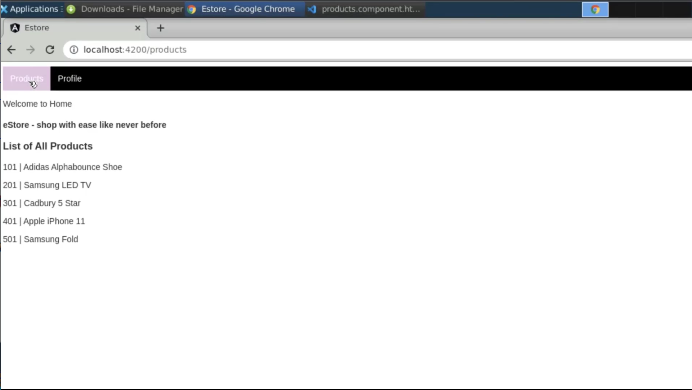 Applications Downloads - File Manager Estore - Google Chrome products.component.ht...
Estore
localhost:4200/products
Products Profile
Welcome to Home
eStore - shop with ease like never before
List of All Products
101 | Adidas Alphabounce Shoe
201 | Samsung LED TV
301 | Cadbury 5 Star
401 | Apple iPhone 11
501 | Samsung Fold